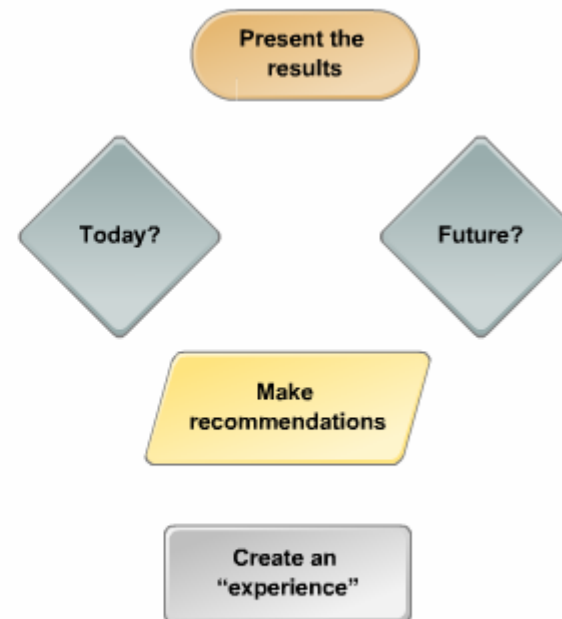 Present the
results
Today?
Future?
Make
recommendations
Create an
“experience”